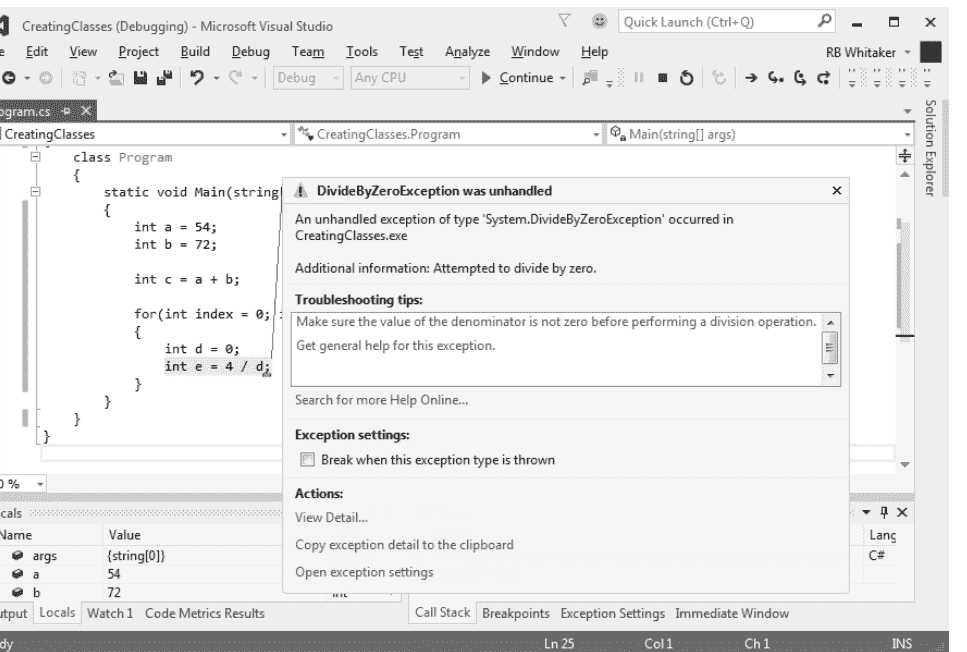 CreatingClasses (Debugging) - Microsoft Visual Studio
Quick Launch (Ctrl+Q)
Edit View Project Build Debug Team Tools Test Analyze Window Help
RB Whitaker
Debug Any CPU Continue
ogram.cs
CreatingClasses
CreatingClasses.Program
Main(string[] args)
Solution Explorer
class Program
{
static void Main(string
{
int a = 54;
int b = 72;
int c = a + b;
for(int index = 0;
{
int d = 0;
int e = 4 / d;
}
}
}
}
DivideByZeroException was unhandled
An unhandled exception of type 'System.DivideByZeroException' occurred in
CreatingClasses.exe
Additional information: Attempted to divide by zero.
Troubleshooting tips:
Make sure the value of the denominator is not zero before performing a division operation.
Get general help for this exception.
Search for more Help Online...
Exception settings:
Break when this exception type is thrown
Actions:
View Detail...
Copy exception detail to the clipboard
Open exception settings
0 %
cals
Name Value
args {string[0]}
a 54
b 72 int
Lang
C#
utput Locals Watch 1 Code Metrics Results
Call Stack Breakpoints Exception Settings Immediate Window
dy
Ln 25 Col 1 Ch 1 INS